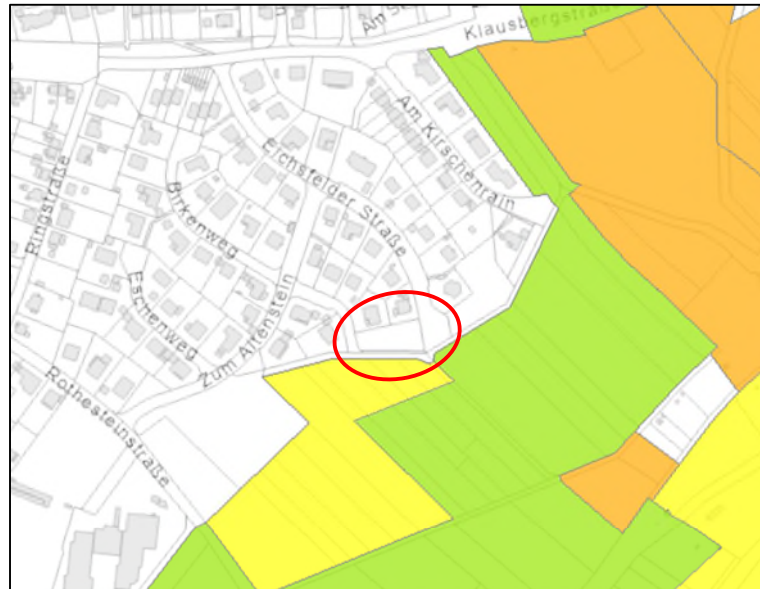 Klausbergstraße
Am Kirschenrain
Eichsfelder Straße
Birkenweg
Ringstraße
Eschenweg
Zum Altenstein
Rothesteinstraße